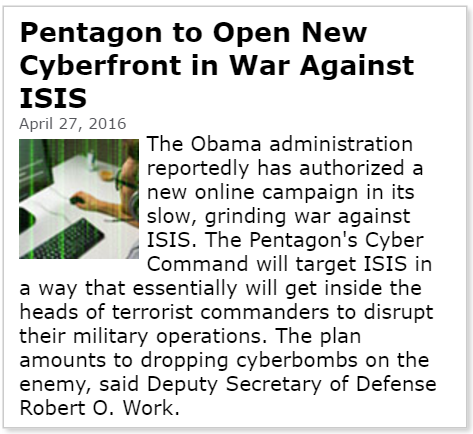 Pentagon to Open New
Cyberfront in War Against
ISIS
April 27, 2016
The Obama administration
reportedly has authorized a
new online campaign in its
slow, grinding war against
ISIS. The Pentagon's Cyber
Command will target ISIS in
a way that essentially will get inside the
heads of terrorist commanders to disrupt
their military operations. The plan
amounts to dropping cyberbombs on the
enemy, said Deputy Secretary of Defense
Robert O. Work.